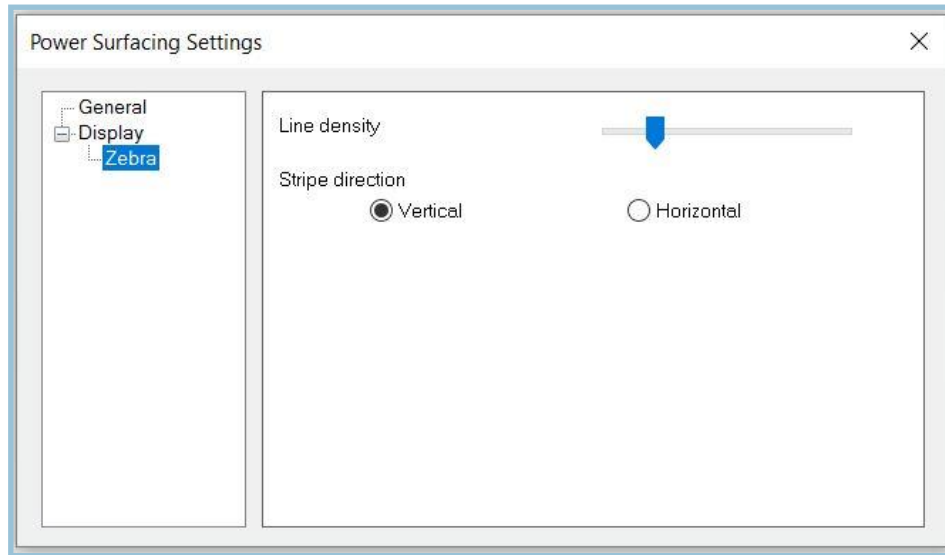 Power Surfacing Settings
General
Display
Zebra
Line density
Stripe direction
Vertical Horizontal